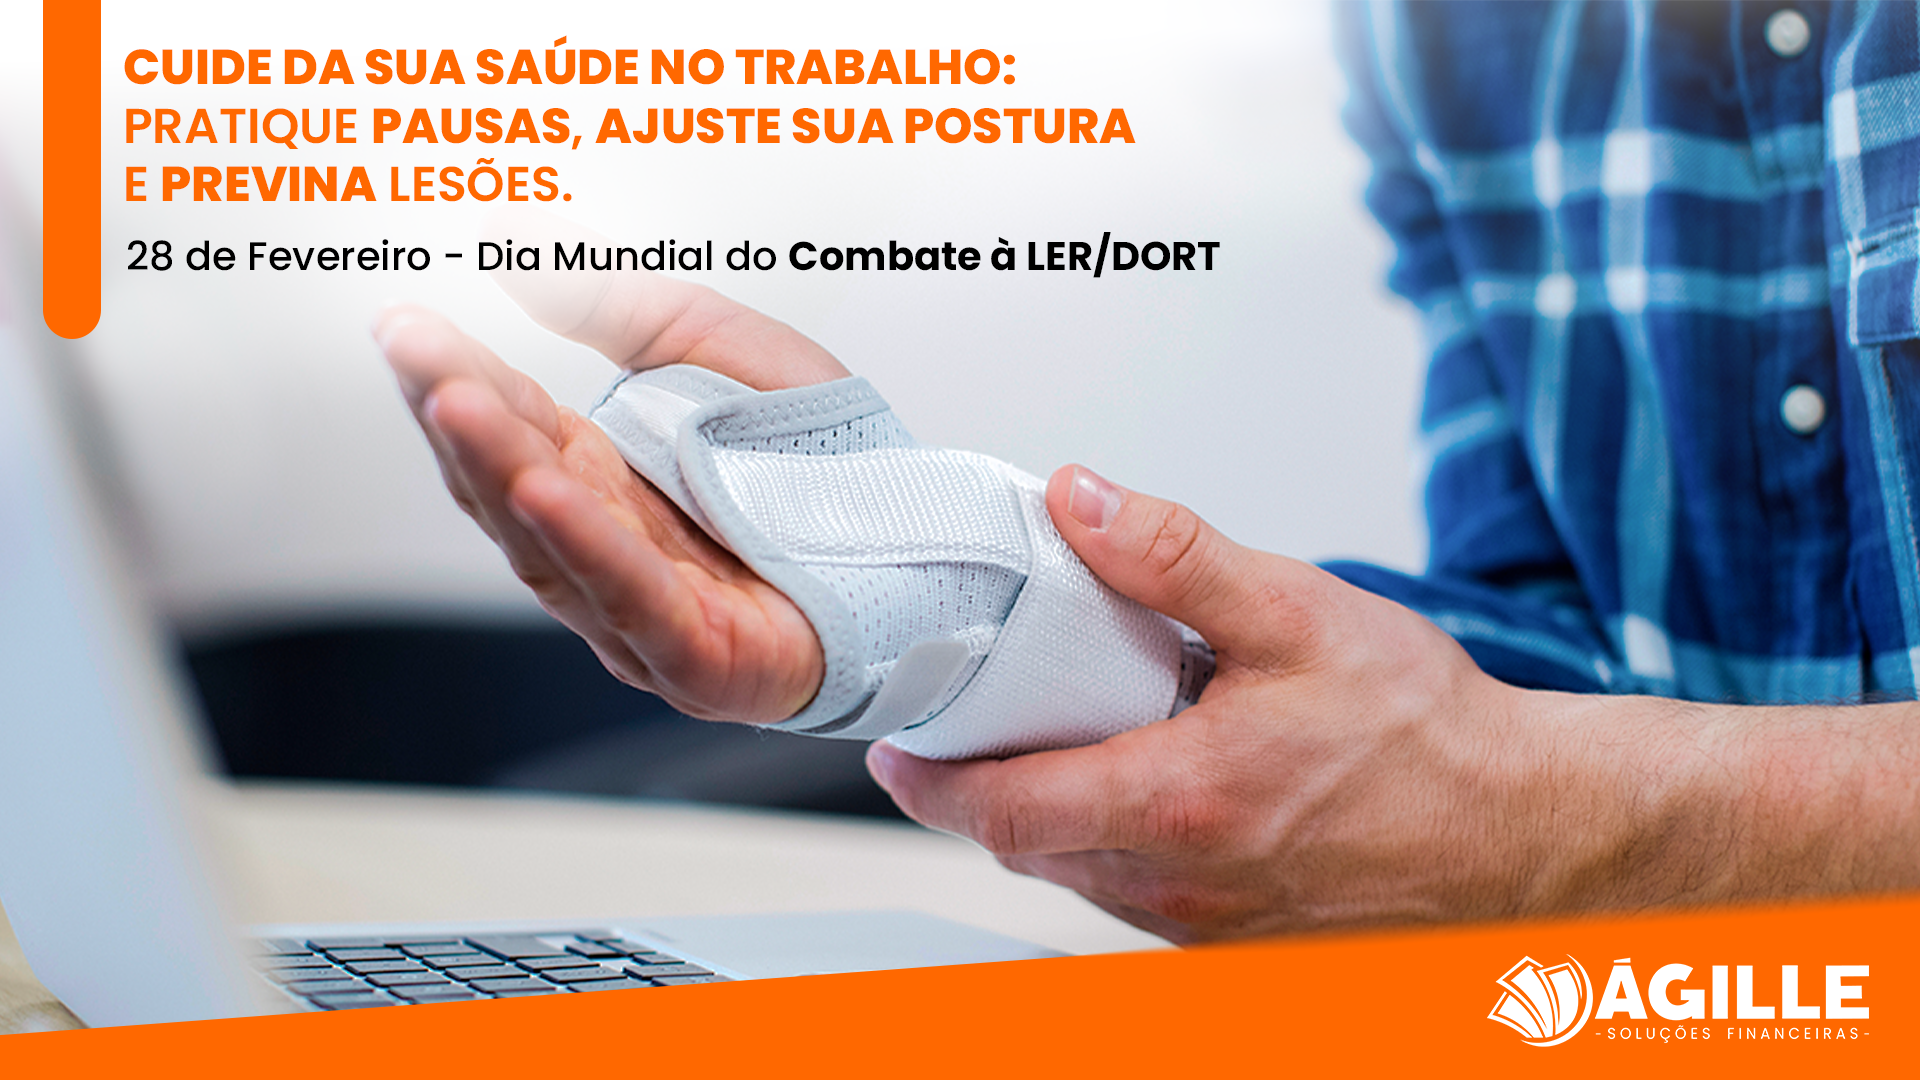 CUIDE DA SUA SAÚDE NO TRABALHO:
PRATIQUE PAUSAS, AJUSTE SUA POSTURA
E PREVINA LESÕES.
28 de Fevereiro - Dia Mundial do Combate à LER/DORT
ÁGILLE
-SOLUÇÕES FINANCEIRAS-